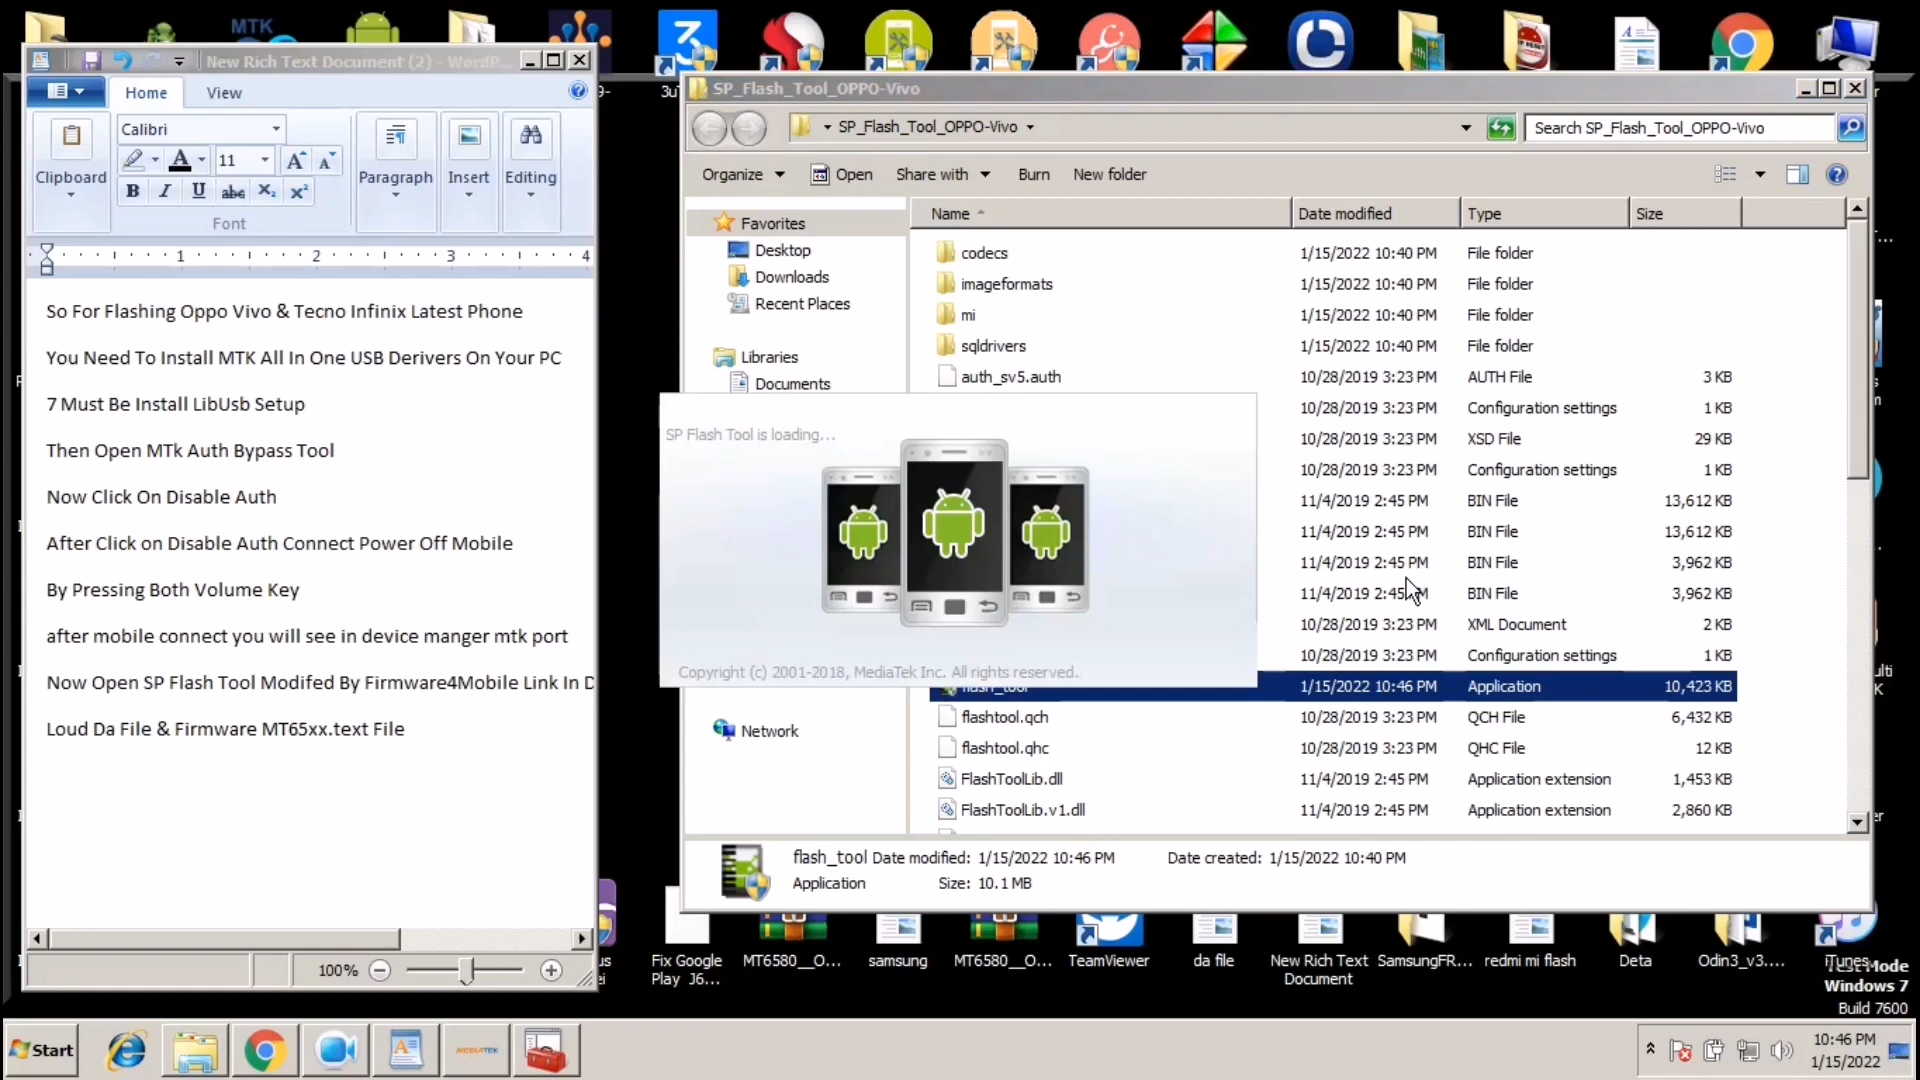 MTK
New Rich Text Document (2) - WordP...
Home
View
Calibri
11
Clipboard
Paragraph
Insert
Editing
B I U abc X₂ X²
Font
1 2 3 4
So For Flashing Oppo Vivo & Tecno Infinix Latest Phone
You Need To Install MTK All In One USB Derivers On Your PC
7 Must Be Install LibUsb Setup
Then Open MTk Auth Bypass Tool
Now Click On Disable Auth
After Click on Disable Auth Connect Power Off Mobile
By Pressing Both Volume Key
after mobile connect you will see in device manger mtk port
Now Open SP Flash Tool Modifed By Firmware4Mobile Link In D
Loud Da File & Firmware MT65xx.text File
100%
SP_Flash_Tool_OPPO-Vivo
SP_Flash_Tool_OPPO-Vivo
Search SP_Flash_Tool_OPPO-Vivo
Organize Open Share with Burn New folder
Favorites
Desktop
Downloads
Recent Places
Libraries
Documents
Network
Name Date modified Type Size
codecs 1/15/2022 10:40 PM File folder
imageformats 1/15/2022 10:40 PM File folder
mi 1/15/2022 10:40 PM File folder
sqldrivers 1/15/2022 10:40 PM File folder
auth_sv5.auth 10/28/2019 3:23 PM AUTH File 3 KB
10/28/2019 3:23 PM Configuration settings 1 KB
10/28/2019 3:23 PM XSD File 29 KB
10/28/2019 3:23 PM Configuration settings 1 KB
11/4/2019 2:45 PM BIN File 13,612 KB
11/4/2019 2:45 PM BIN File 13,612 KB
11/4/2019 2:45 PM BIN File 3,962 KB
11/4/2019 2:45 PM BIN File 3,962 KB
10/28/2019 3:23 PM XML Document 2 KB
10/28/2019 3:23 PM Configuration settings 1 KB
flash_tool 1/15/2022 10:46 PM Application 10,423 KB
flashtool.qch 10/28/2019 3:23 PM QCH File 6,432 KB
flashtool.qhc 10/28/2019 3:23 PM QHC File 12 KB
FlashToolLib.dll 11/4/2019 2:45 PM Application extension 1,453 KB
FlashToolLib.v1.dll 11/4/2019 2:45 PM Application extension 2,860 KB
SP Flash Tool is loading...
Copyright (c) 2001-2018, MediaTek Inc. All rights reserved.
flash_tool Date modified: 1/15/2022 10:46 PM Date created: 1/15/2022 10:40 PM
Application Size: 10.1 MB
Fix Google
Play J6...
MT6580__O...
samsung
MT6580__O...
TeamViewer
da file
New Rich Text
Document
SamsungFR...
redmi mi flash
Deta
Odin3_v3....
iTunes
Test Mode
Windows 7
Build 7600
Start
MEDIATEK
10:46 PM
1/15/2022